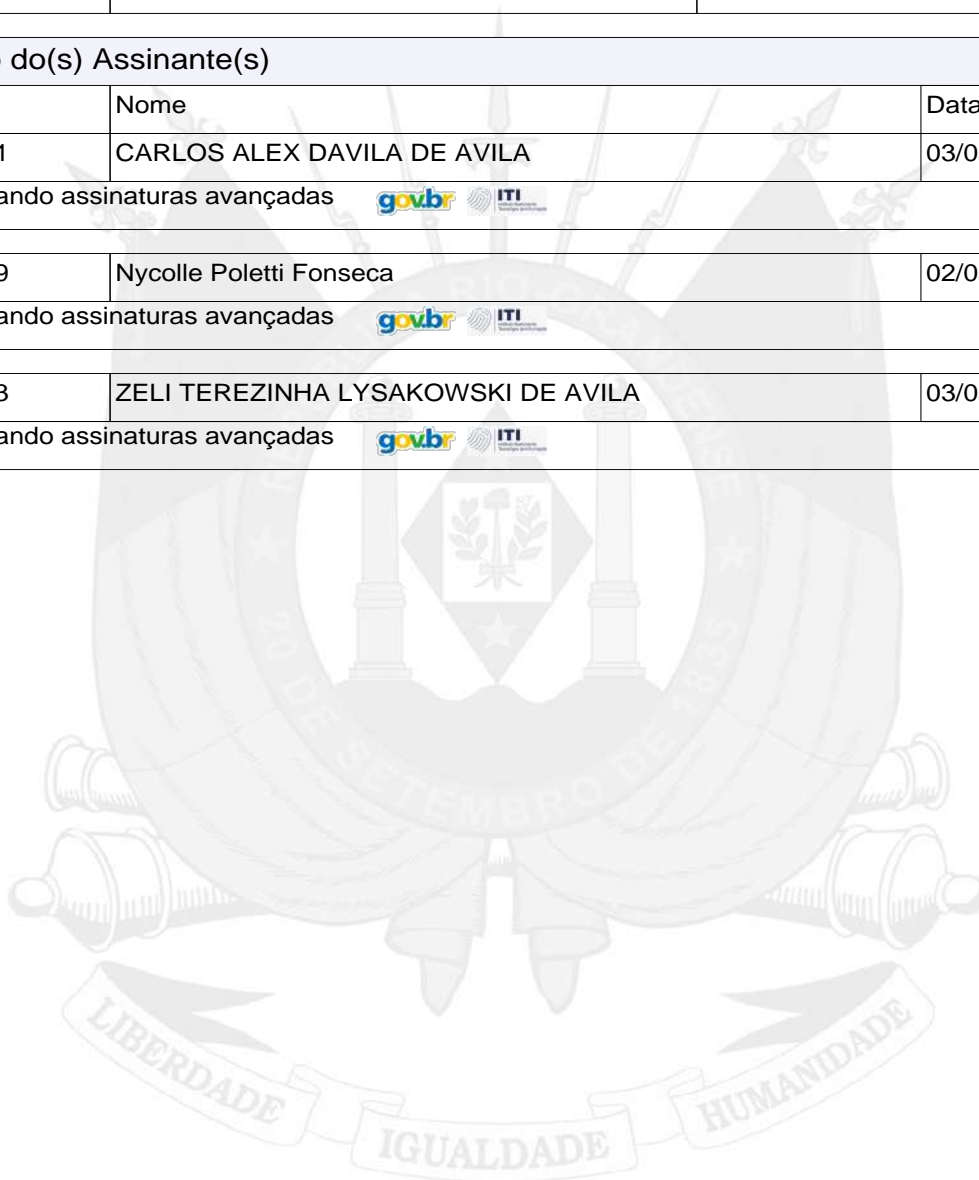 do(s) Assinante(s)
Nome Data
1 CARLOS ALEX DAVILA DE AVILA 03/0
ando assinaturas avançadas gov.br ITI
9 Nycolle Poletti Fonseca 02/0
ando assinaturas avançadas gov.br ITI
3 ZELI TEREZINHA LYSAKOWSKI DE AVILA 03/0
ando assinaturas avançadas gov.br ITI
20 DE SETEMBRO DE 1835
LIBERDADE
IGUALDADE
HUMANIDADE